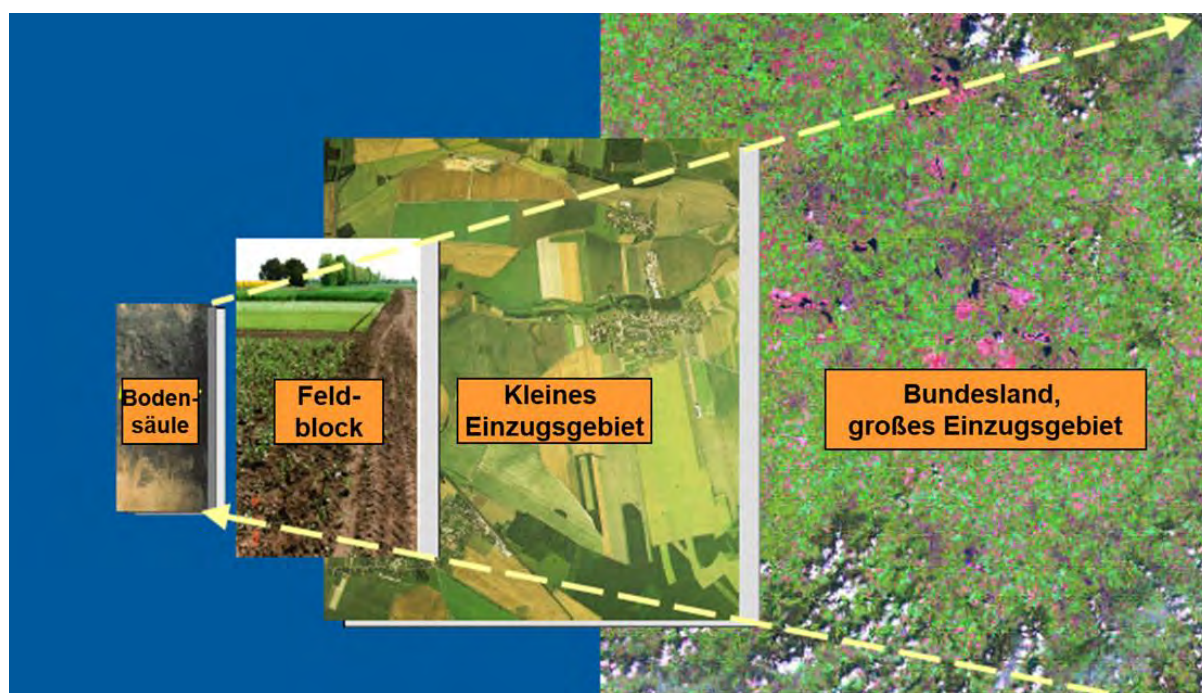 Boden-
säule
Feld-
block
Kleines
Einzugsgebiet
Bundesland,
großes Einzugsgebiet